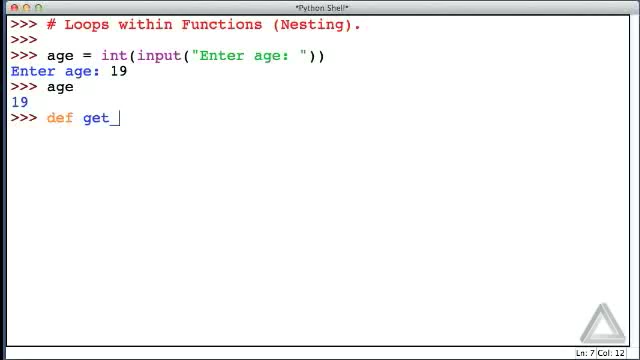 *Python Shell*
>>> # Loops within Functions (Nesting).
>>>
>>> age = int(input("Enter age: "))
Enter age: 19
>>> age
19
>>> def get_
Ln: 7 Col: 12